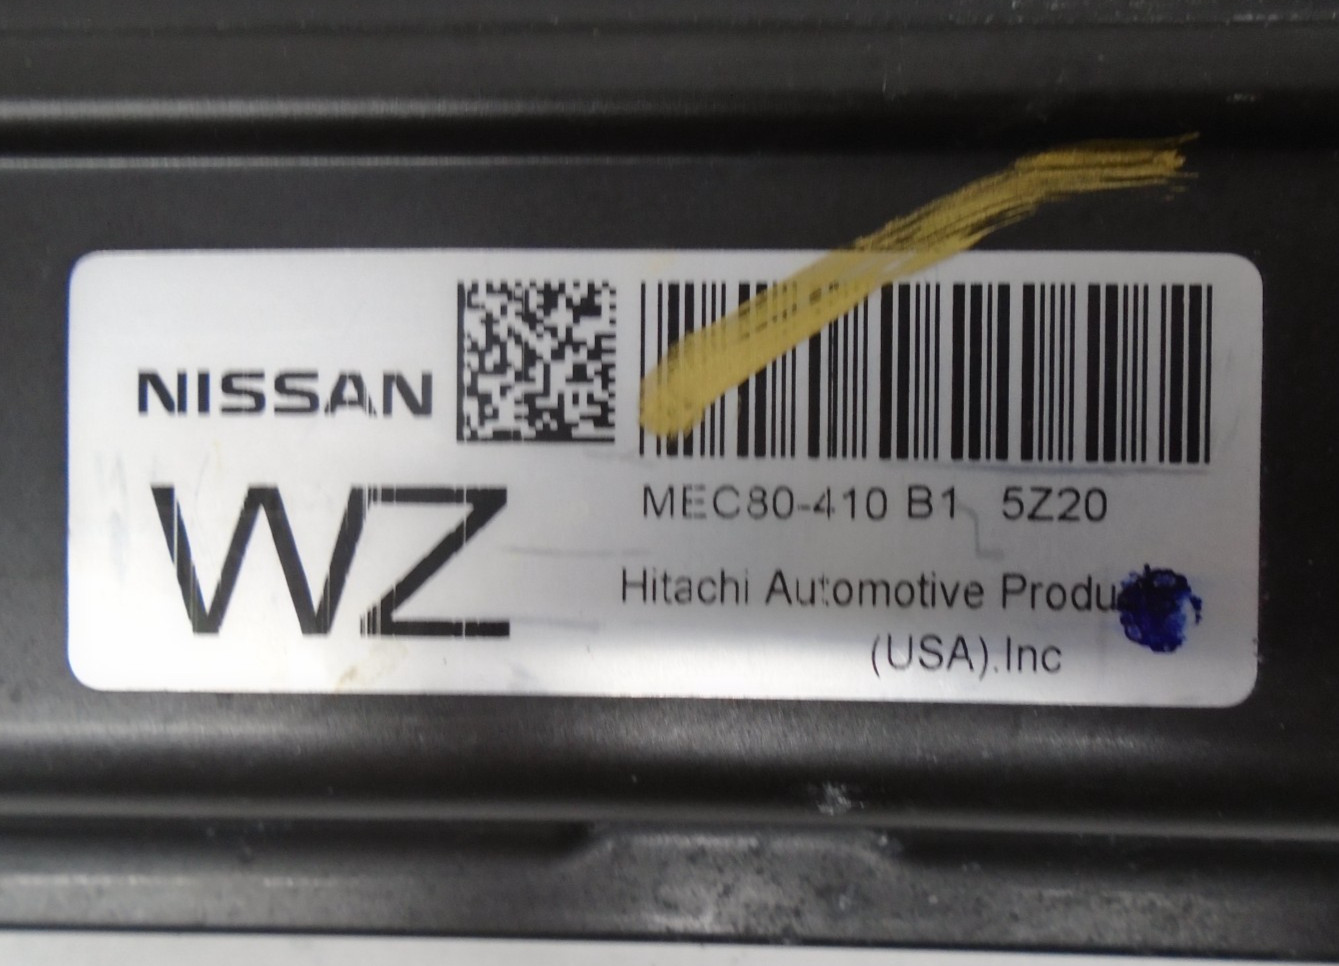 NISSAN
WZ
MEC80-410 B1 5Z20
Hitachi Automotive
(USA).Inc